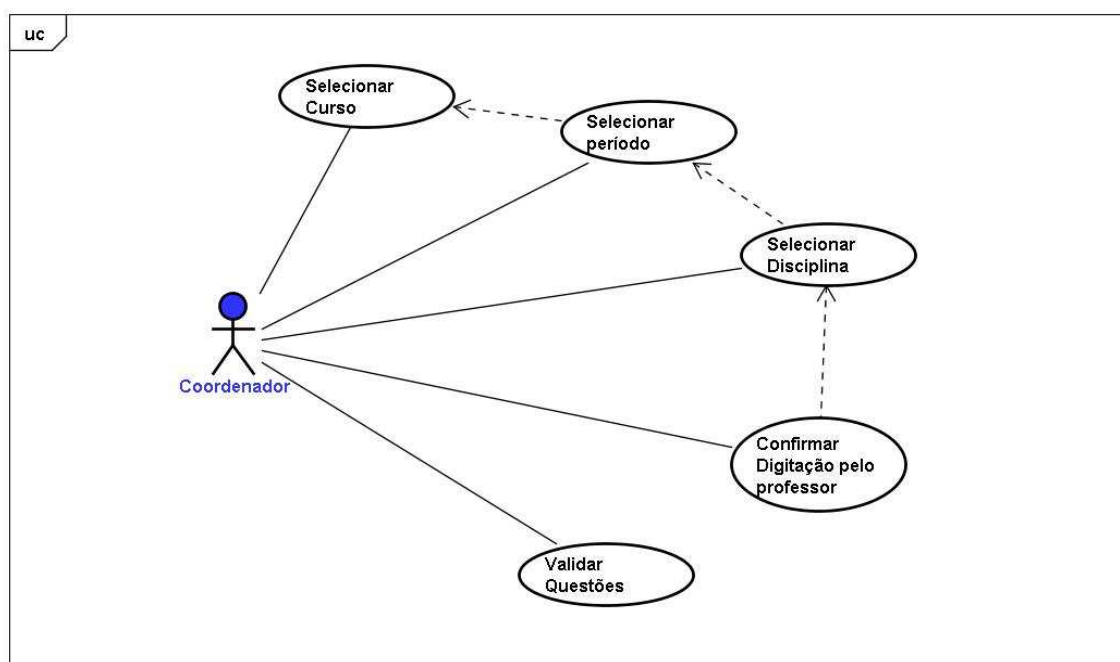 uc
Selecionar
Curso
Selecionar
período
Selecionar
Disciplina
Coordenador
Confirmar
Digitação pelo
professor
Validar
Questões